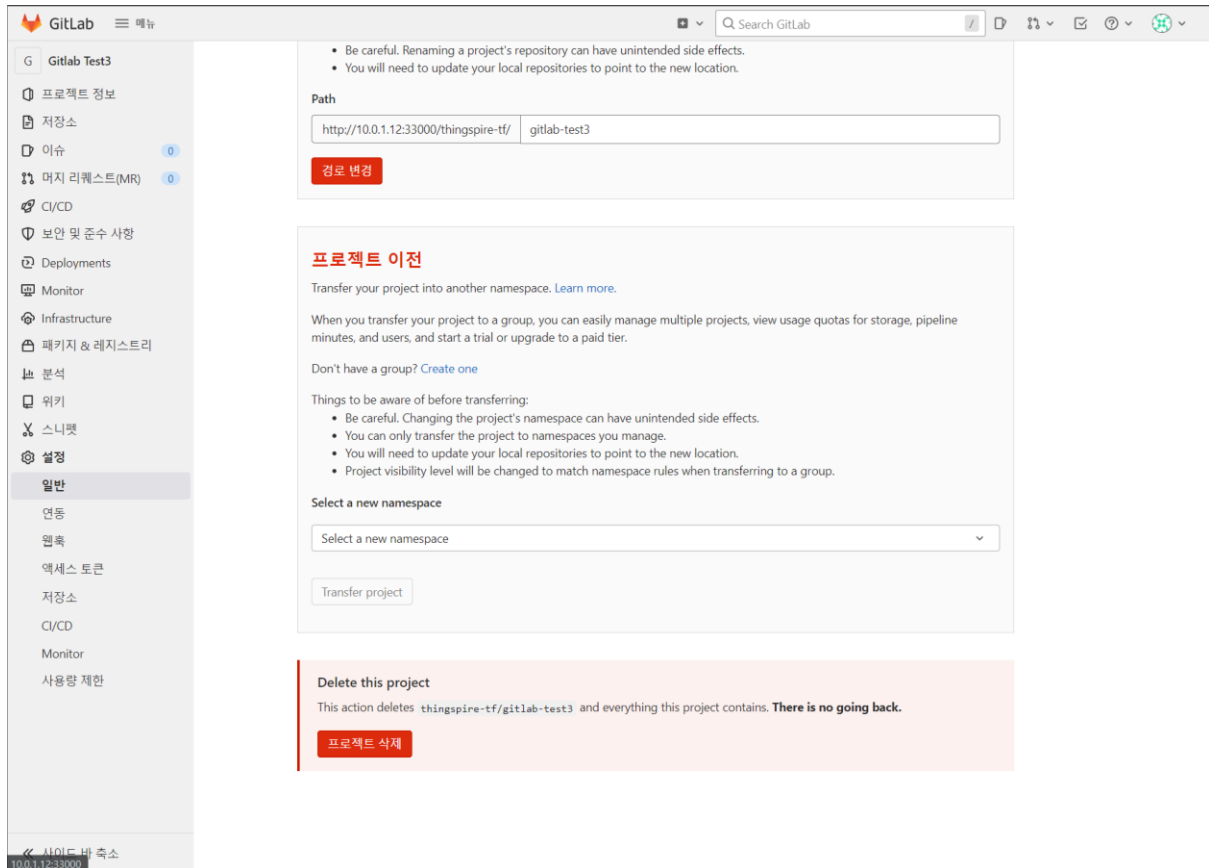 GitLab
메뉴
Search GitLab
/
G Gitlab Test3
프로젝트 정보
저장소
이슈 0
머지 리퀘스트(MR) 0
CI/CD
보안 및 준수 사항
Deployments
Monitor
Infrastructure
패키지 & 레지스트리
분석
위키
스니펫
설정
일반
연동
웹훅
액세스 토큰
저장소
CI/CD
Monitor
사용량 제한
사이드 바 축소
10.0.1.12:33000
• Be careful. Renaming a project's repository can have unintended side effects.
• You will need to update your local repositories to point to the new location.
Path
http://10.0.1.12:33000/thingspire-tf/ gitlab-test3
경로 변경
프로젝트 이전
Transfer your project into another namespace. Learn more.
When you transfer your project to a group, you can easily manage multiple projects, view usage quotas for storage, pipeline
minutes, and users, and start a trial or upgrade to a paid tier.
Don't have a group? Create one
Things to be aware of before transferring:
• Be careful. Changing the project's namespace can have unintended side effects.
• You can only transfer the project to namespaces you manage.
• You will need to update your local repositories to point to the new location.
• Project visibility level will be changed to match namespace rules when transferring to a group.
Select a new namespace
Select a new namespace
Transfer project
Delete this project
This action deletes thingspire-tf/gitlab-test3 and everything this project contains. There is no going back.
프로젝트 삭제